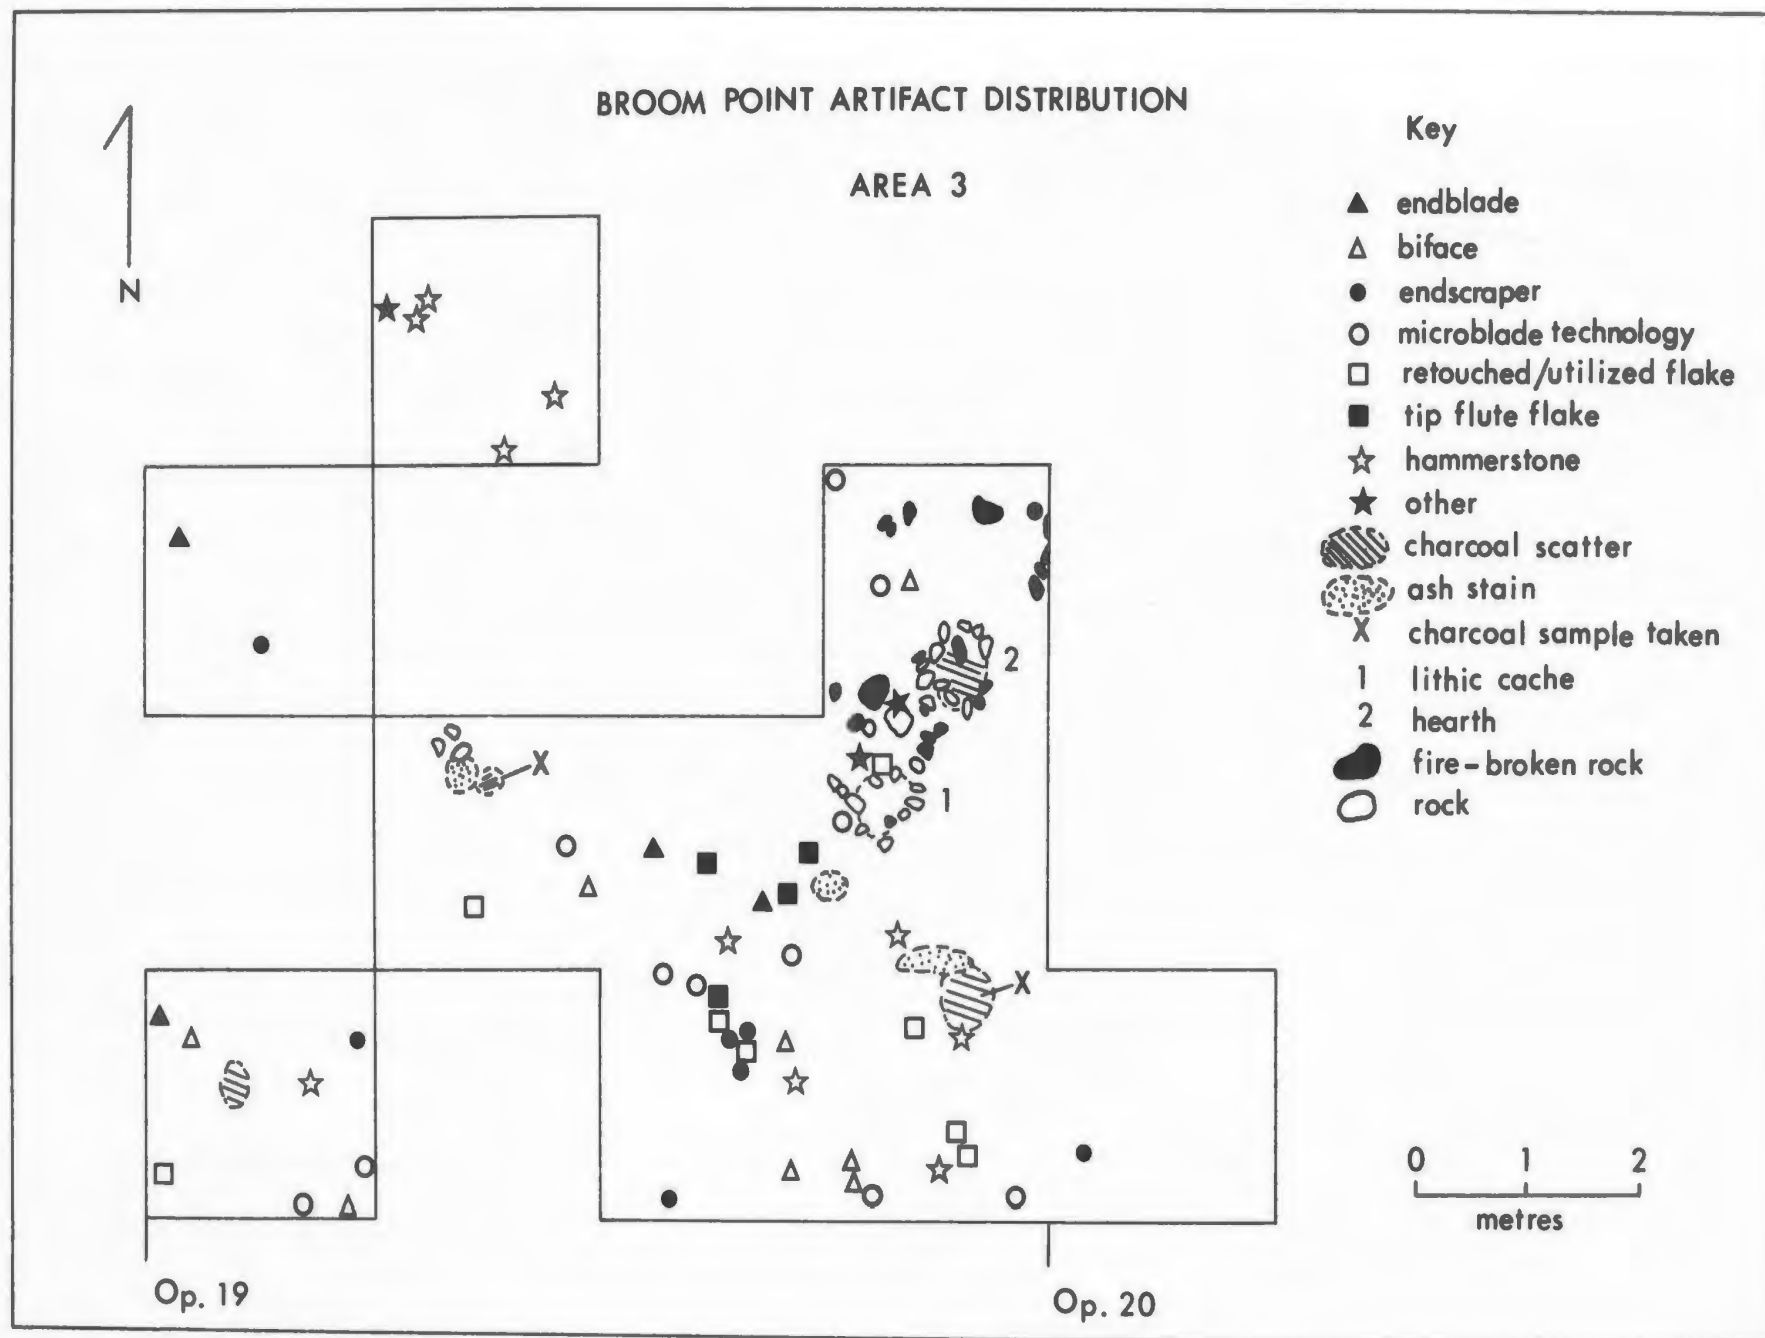 BROOM POINT ARTIFACT DISTRIBUTION
AREA 3
N
Key
endblade
biface
endscraper
microblade technology
retouched/utilized flake
tip flute flake
hammerstone
other
charcoal scatter
ash stain
X charcoal sample taken
1 lithic cache
2 hearth
fire-broken rock
rock
2
X
1
X
0 1 2
metres
Op. 19
Op. 20